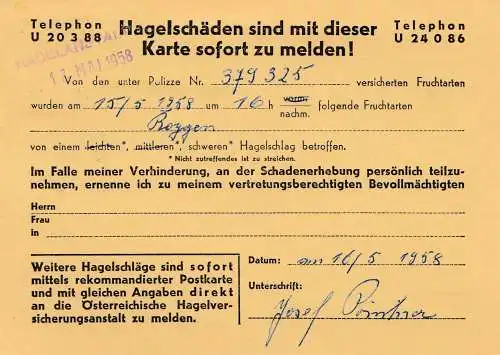 Telephon
U 20 3 88
Hagelschäden sind mit dieser
Karte sofort zu melden!
Telephon
U 24 0 86
MAI 1958
Von den unter Polizze Nr. 379325 versicherten Fruchtarten
wurden am 15/5 1958 um 16 h vorm. nachm. folgende Fruchtarten
Roggen
von einem leichten*, mittleren*, schweren* Hagelschlag betroffen.
* Nicht zutreffendes ist zu streichen.
Im Falle meiner Verhinderung, an der Schadenerhebung persönlich teilzu-
nehmen, ernenne ich zu meinem vertretungsberechtigten Bevollmächtigten
Herrn
Frau
in
Weitere Hagelschläge sind sofort
mittels rekommandierter Postkarte
und mit gleichen Angaben direkt
an die Österreichische Hagelver-
sicherungsanstalt zu melden.
Datum: am 16/5 1958
Unterschrift:
Josef